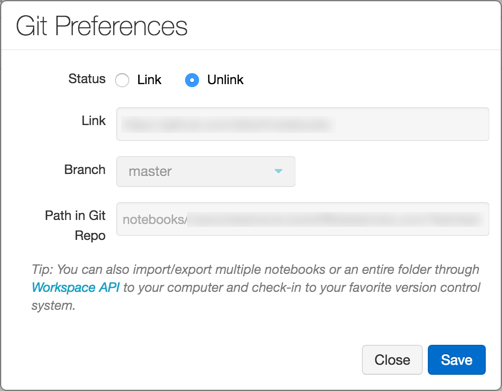 Git Preferences
Status Link Unlink
Link
Branch master
Path in Git
Repo
notebooks/
Tip: You can also import/export multiple notebooks or an entire folder through
Workspace API to your computer and check-in to your favorite version control
system.
Close Save